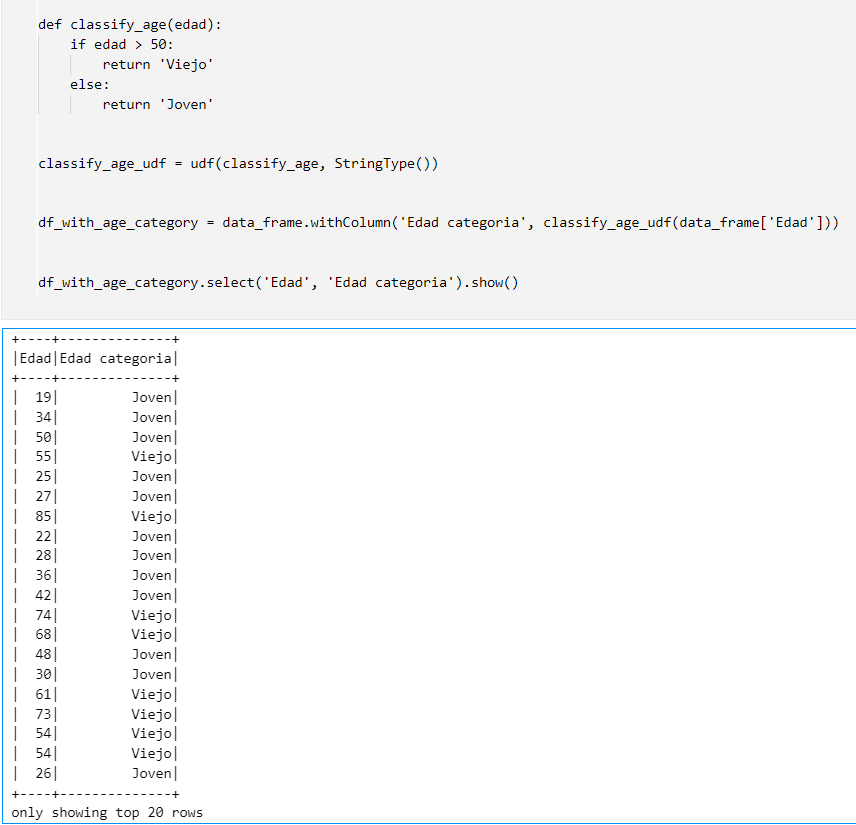 def classify_age(edad):
    if edad > 50:
        return 'Viejo'
    else:
        return 'Joven'
classify_age_udf = udf(classify_age, StringType())
df_with_age_category = data_frame.withColumn('Edad categoria', classify_age_udf(data_frame['Edad']))
df_with_age_category.select('Edad', 'Edad categoria').show()
+----+--------------+
|Edad|Edad categoria|
+----+--------------+
|  19|         Joven|
|  34|         Joven|
|  50|         Joven|
|  55|         Viejo|
|  25|         Joven|
|  27|         Joven|
|  85|         Viejo|
|  22|         Joven|
|  28|         Joven|
|  36|         Joven|
|  42|         Joven|
|  74|         Viejo|
|  68|         Viejo|
|  48|         Joven|
|  30|         Joven|
|  61|         Viejo|
|  73|         Viejo|
|  54|         Viejo|
|  54|         Viejo|
|  26|         Joven|
+----+--------------+
only showing top 20 rows